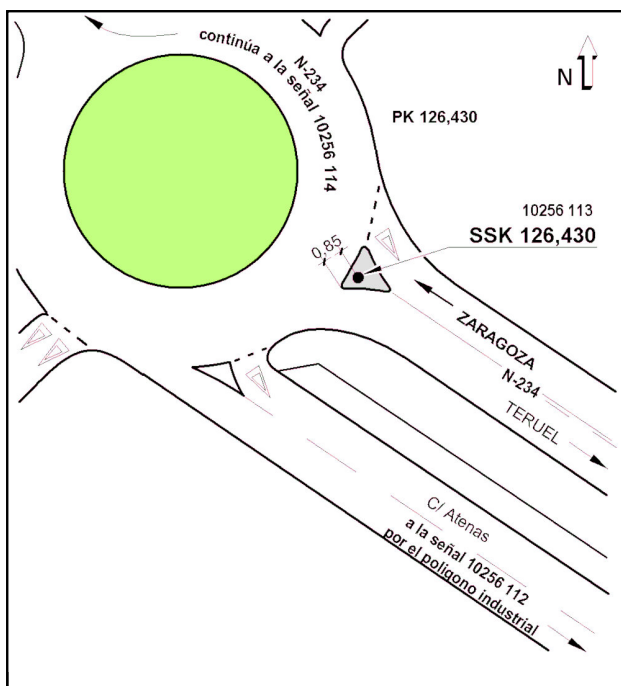 N-234
continúa a la señal 10256 114
N
PK 126,430
10256 113
SSK 126,430
0,85
ZARAGOZA
N-234
TERUEL
C/ Atenas
a la señal 10256 112
por el poligono industrial